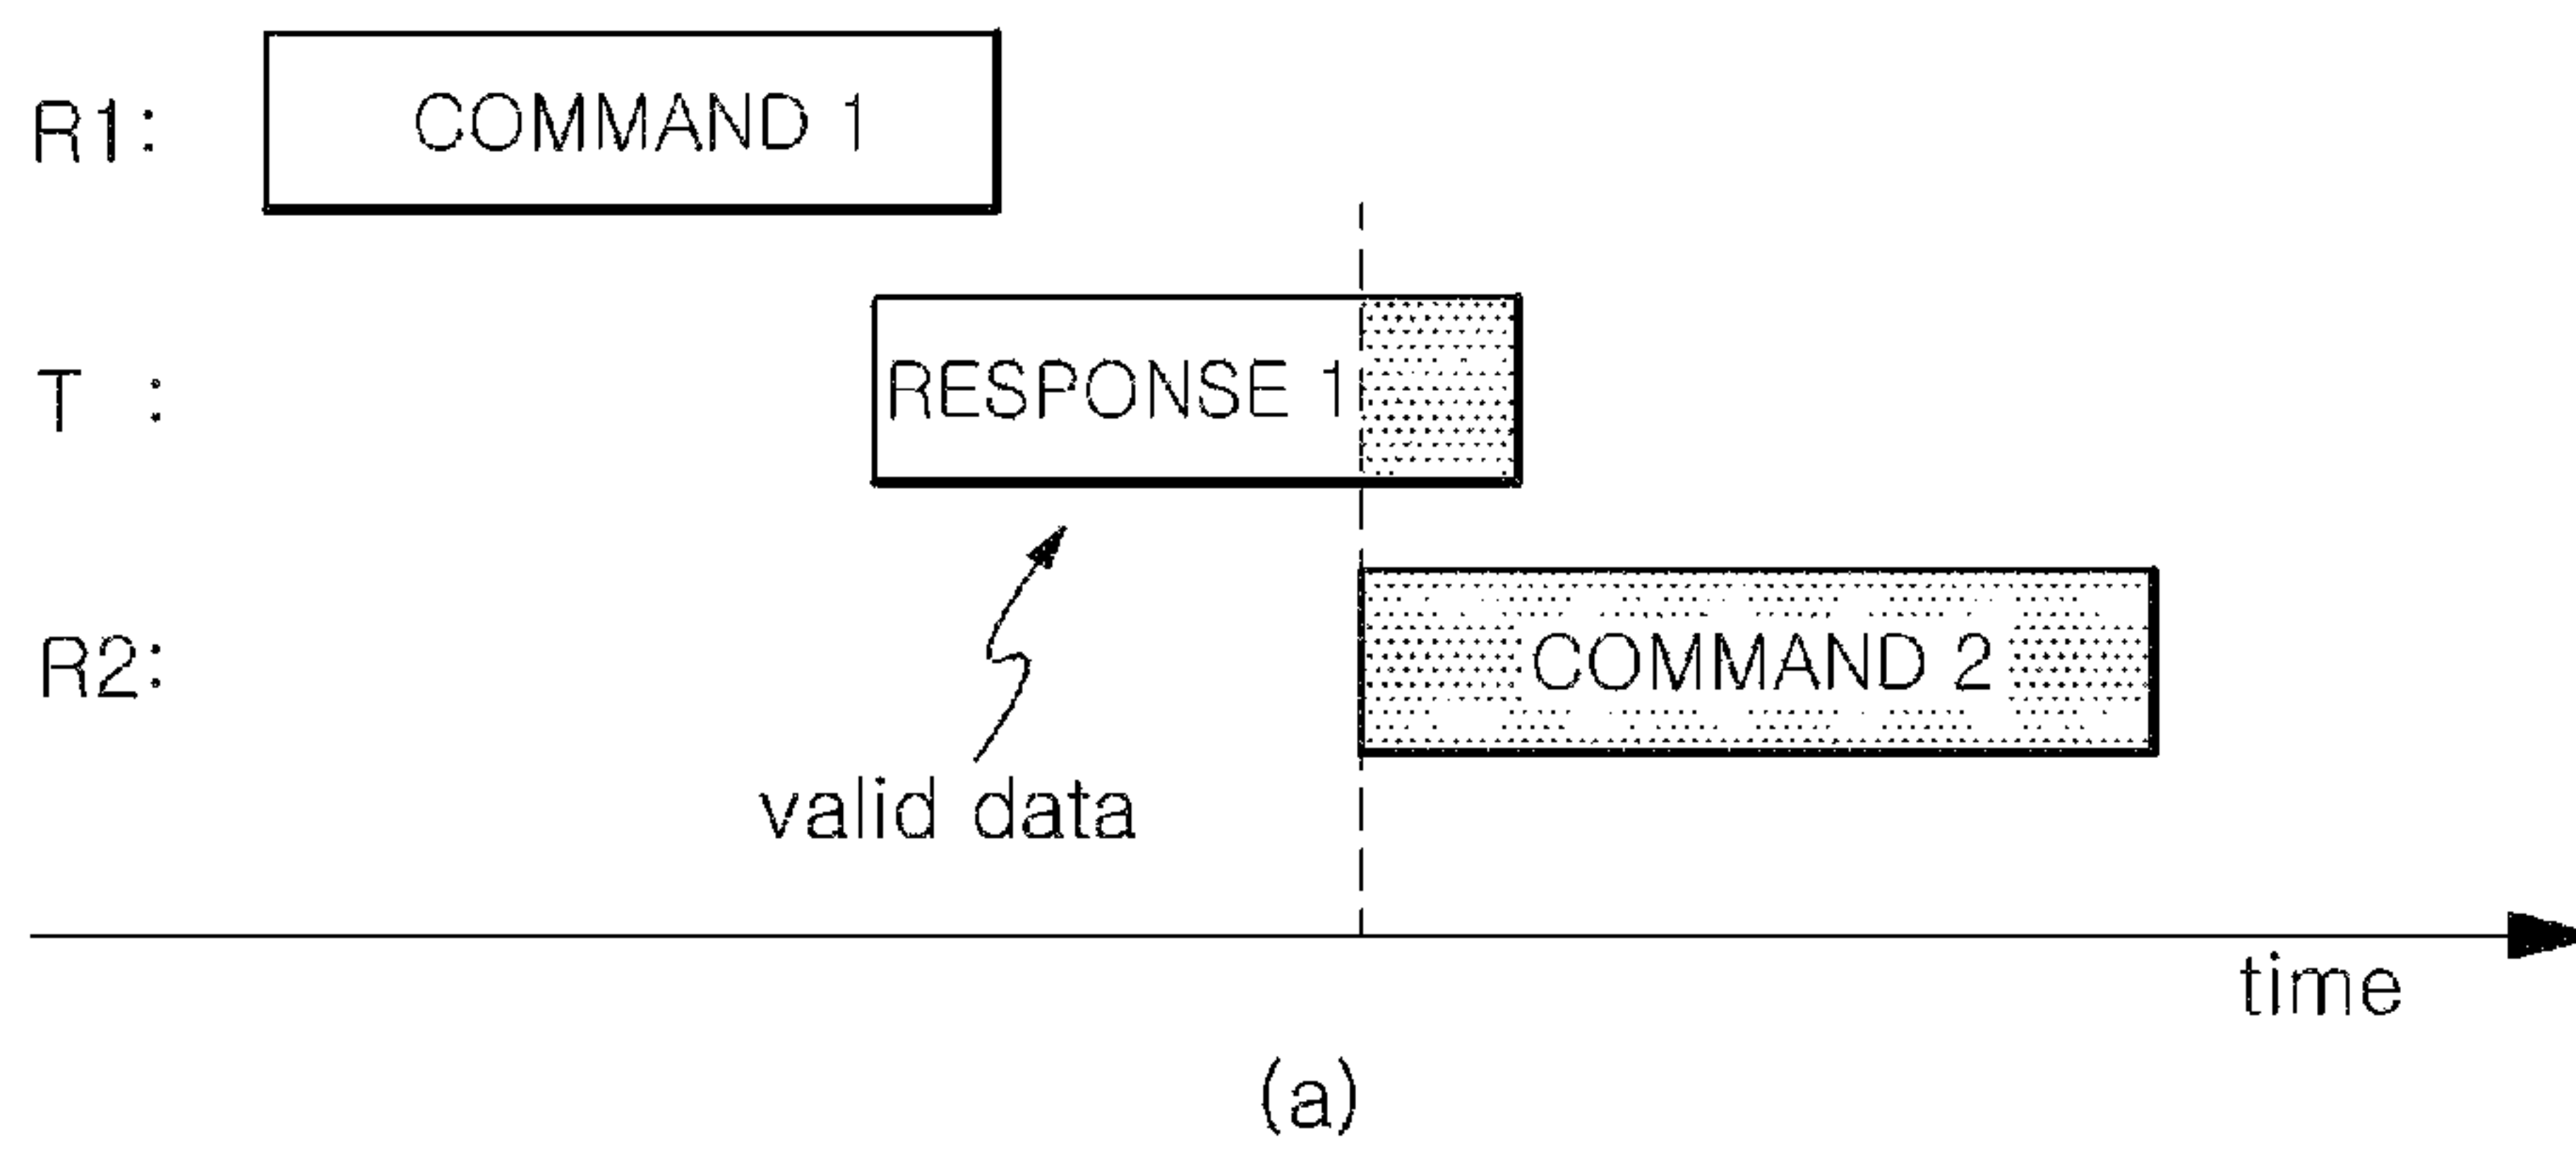 R1: COMMAND 1
T : RESPONSE 1
R2: COMMAND 2
valid data
time
(a)